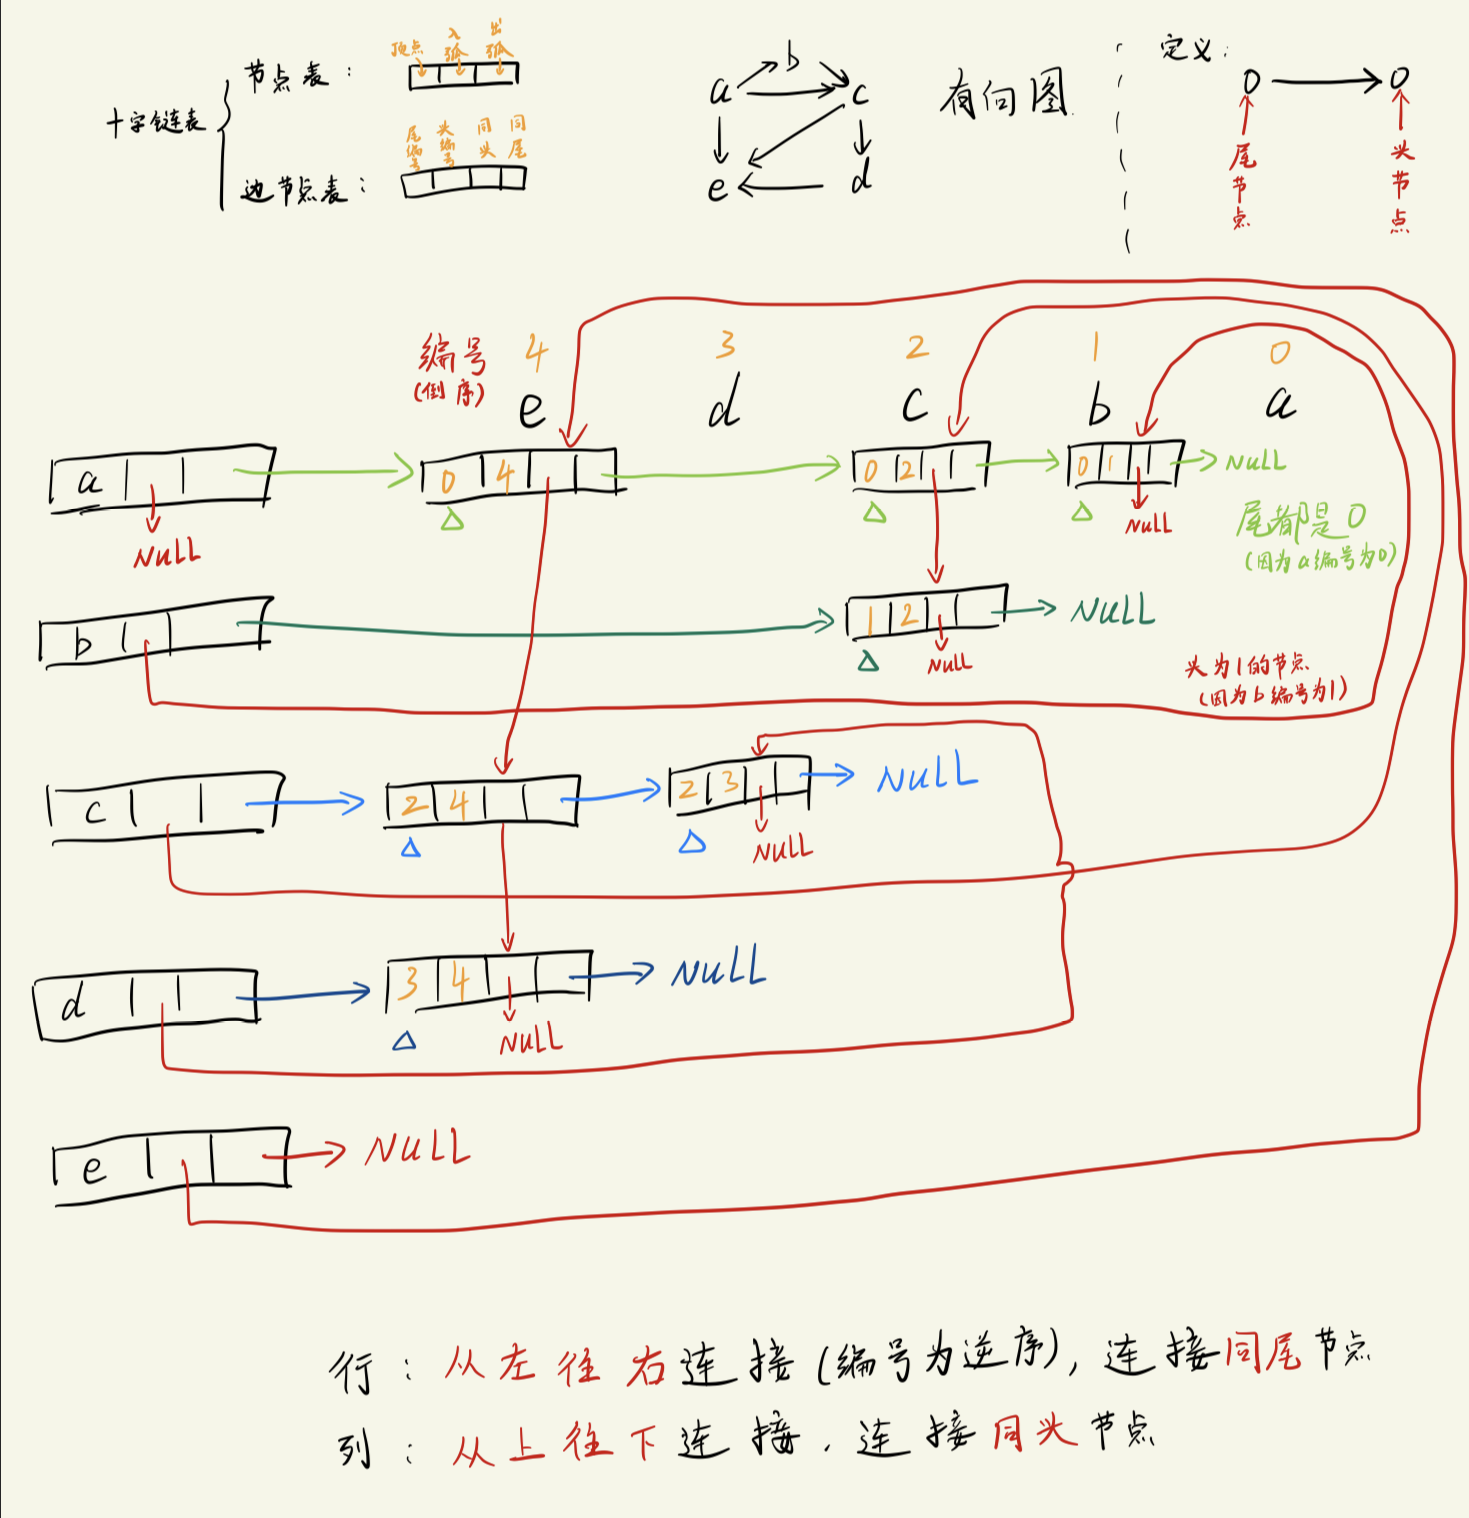 十字链表
节点表：
顶点 入弧 出弧
边节点表：
尾编号 头编号 同头 同尾
a b c
e d
有向图
定义：
尾节点
头节点
编号
(倒序)
4 3 2 1 0
e d c b a
a
0 4
0 2
0 1
NULL
NULL
NULL
尾都是0
(因为a编号为0)
b
1 2
NULL
NULL
头为1的节点
(因为b编号为1)
c
2 4
2 3
NULL
NULL
d
3 4
NULL
NULL
e
NULL
行：从左往右连接(编号为逆序)，连接同尾节点
列：从上往下连接，连接同头节点